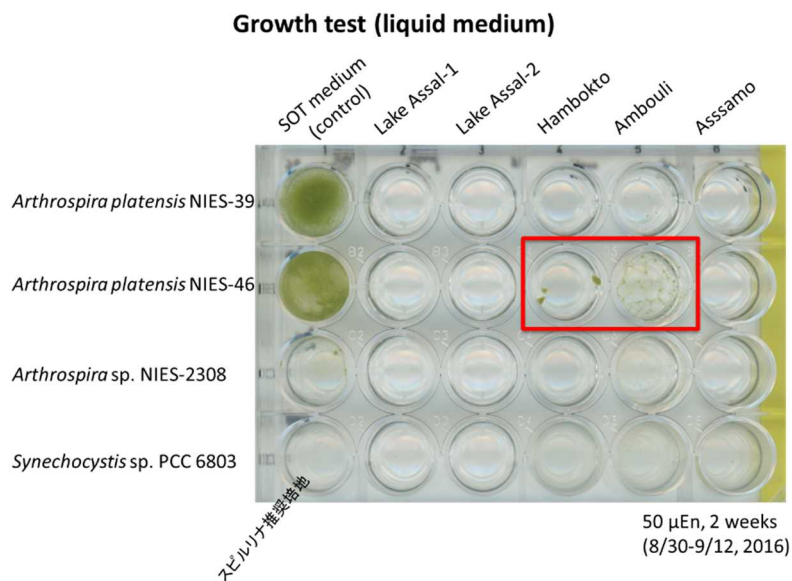 Growth test (liquid medium)
SOT medium
(control)
Lake Assal-1
Lake Assal-2
Hambokto
Ambouli
Asssamo
Arthrospira platensis NIES-39
Arthrospira platensis NIES-46
Arthrospira sp. NIES-2308
Synechocystis sp. PCC 6803
スピルリナ推奨培地
50 µEn, 2 weeks
(8/30-9/12, 2016)